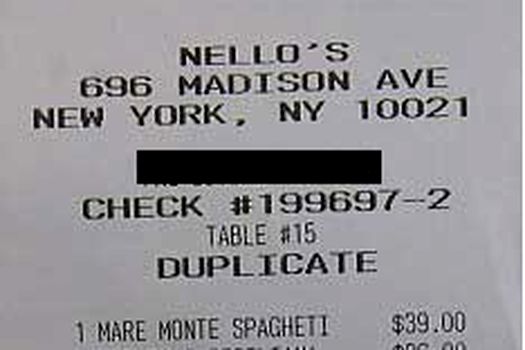 NELLO'S
696 MADISON AVE
NEW YORK, NY 10021
CHECK #199697-2
TABLE #15
DUPLICATE
1 MARE MONTE SPAGHETI $39.00